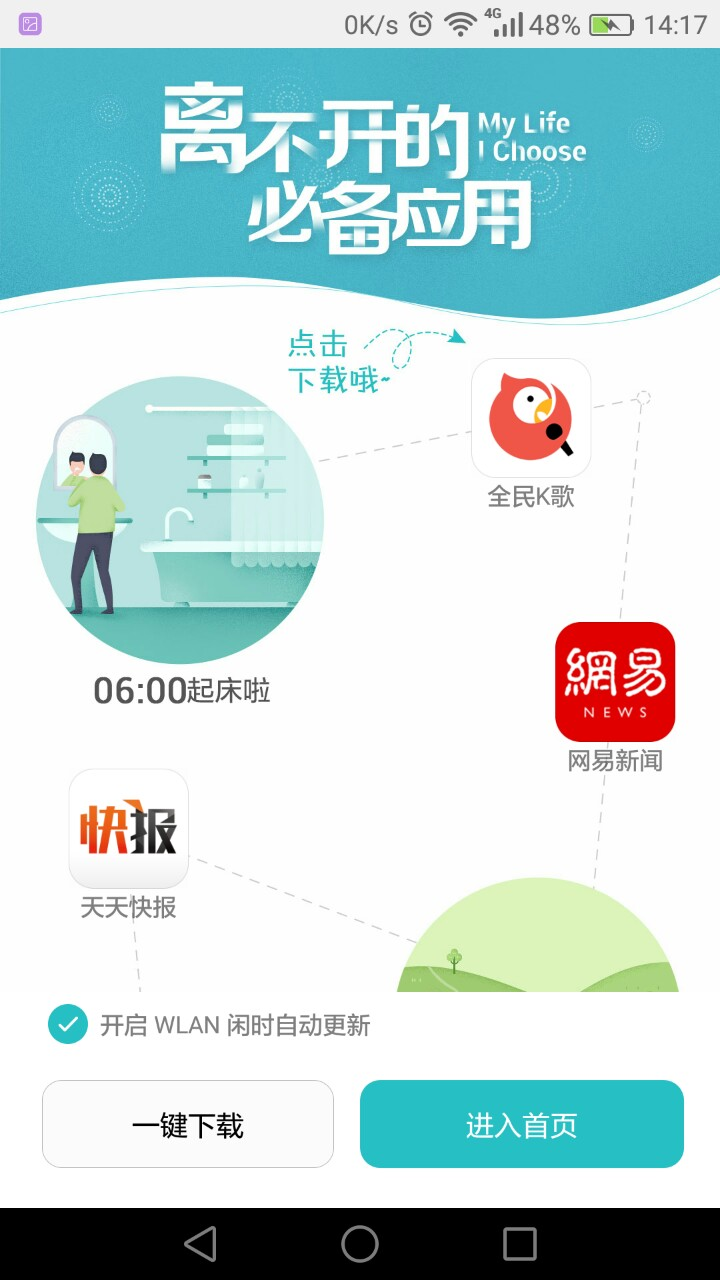 0K/s 4G 48% 14:17
离不开的
My Life
I Choose
必备应用
点击
下载哦~
全民K歌
06:00起床啦
網易
NEWS
网易新闻
快报
天天快报
开启 WLAN 闲时自动更新
一键下载
进入首页